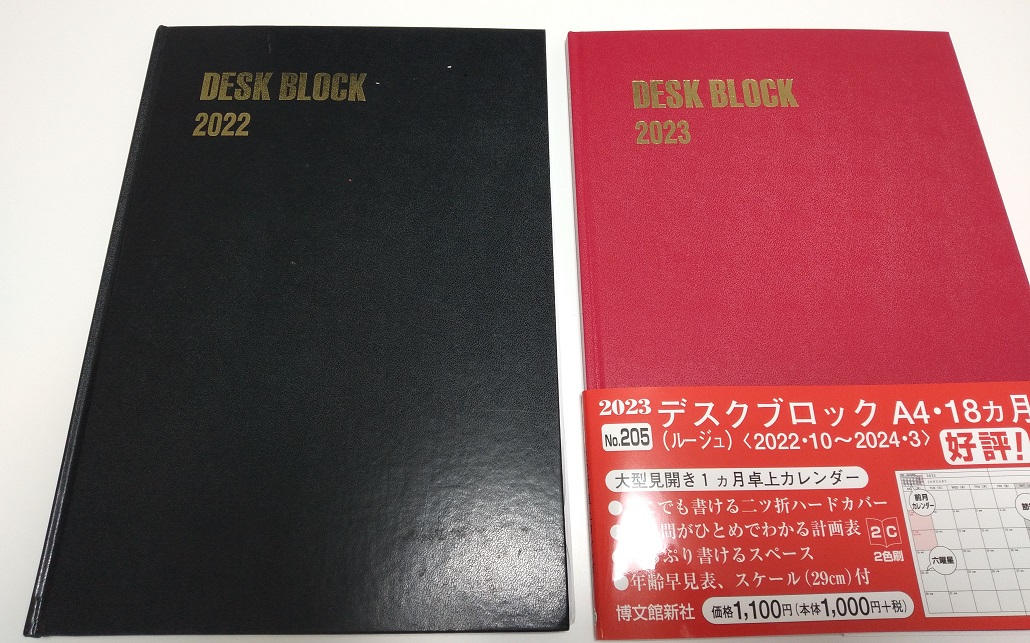 DESK BLOCK
2022
DESK BLOCK
2023
2023 デスクブロック A4・18ヵ月
No.205 (ルージュ) 〈2022・10〜2024・3〉 好評!
大型見開き1ヵ月卓上カレンダー
でも書ける二ツ折ハードカバー
間がひとめでわかる計画表
ぷり書けるスペース
●年齢早見表、スケール(29㎝)付
2C
2色刷
博文館新社 価格1,100円(本体1,000円+税)
前月
カレンダー
六曜星